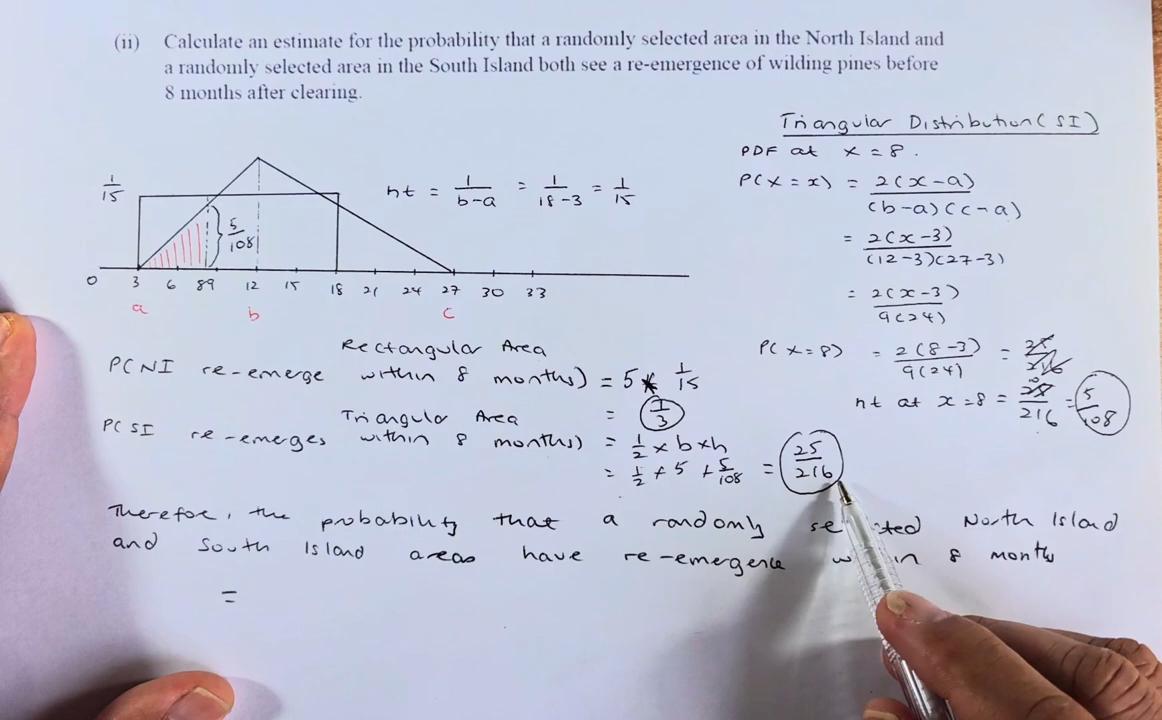 (ii) Calculate an estimate for the probability that a randomly selected area in the North Island and
a randomly selected area in the South Island both see a re-emergence of wilding pines before
8 months after clearing.
Triangular Distribution (SI)
PDF at x = 8.
P(X = x) = 2(x-a) / (b-a)(c-a)
= 2(x-3) / (12-3)(27-3)
= 2(x-3) / 9(24)
P(x=8) = 2(8-3) / 9(24) = 25/216
ht at x=8 = 10/216 = 5/108
1/15
ht = 1/b-a = 1/18-3 = 1/15
5/108
0 3 6 8 9 12 15 18 21 24 27 30 33
a b c
Rectangular Area
P(NI re-emerge within 8 months) = 5 * 1/15
= 1/3
Triangular Area
P(SI re-emerges within 8 months) = 1/2 × b × h
= 1/2 + 5 + 5/108 = 25/216
Therefor, the probability that a randomly selected North Island
and South Island areas have re-emergence within 8 month
=